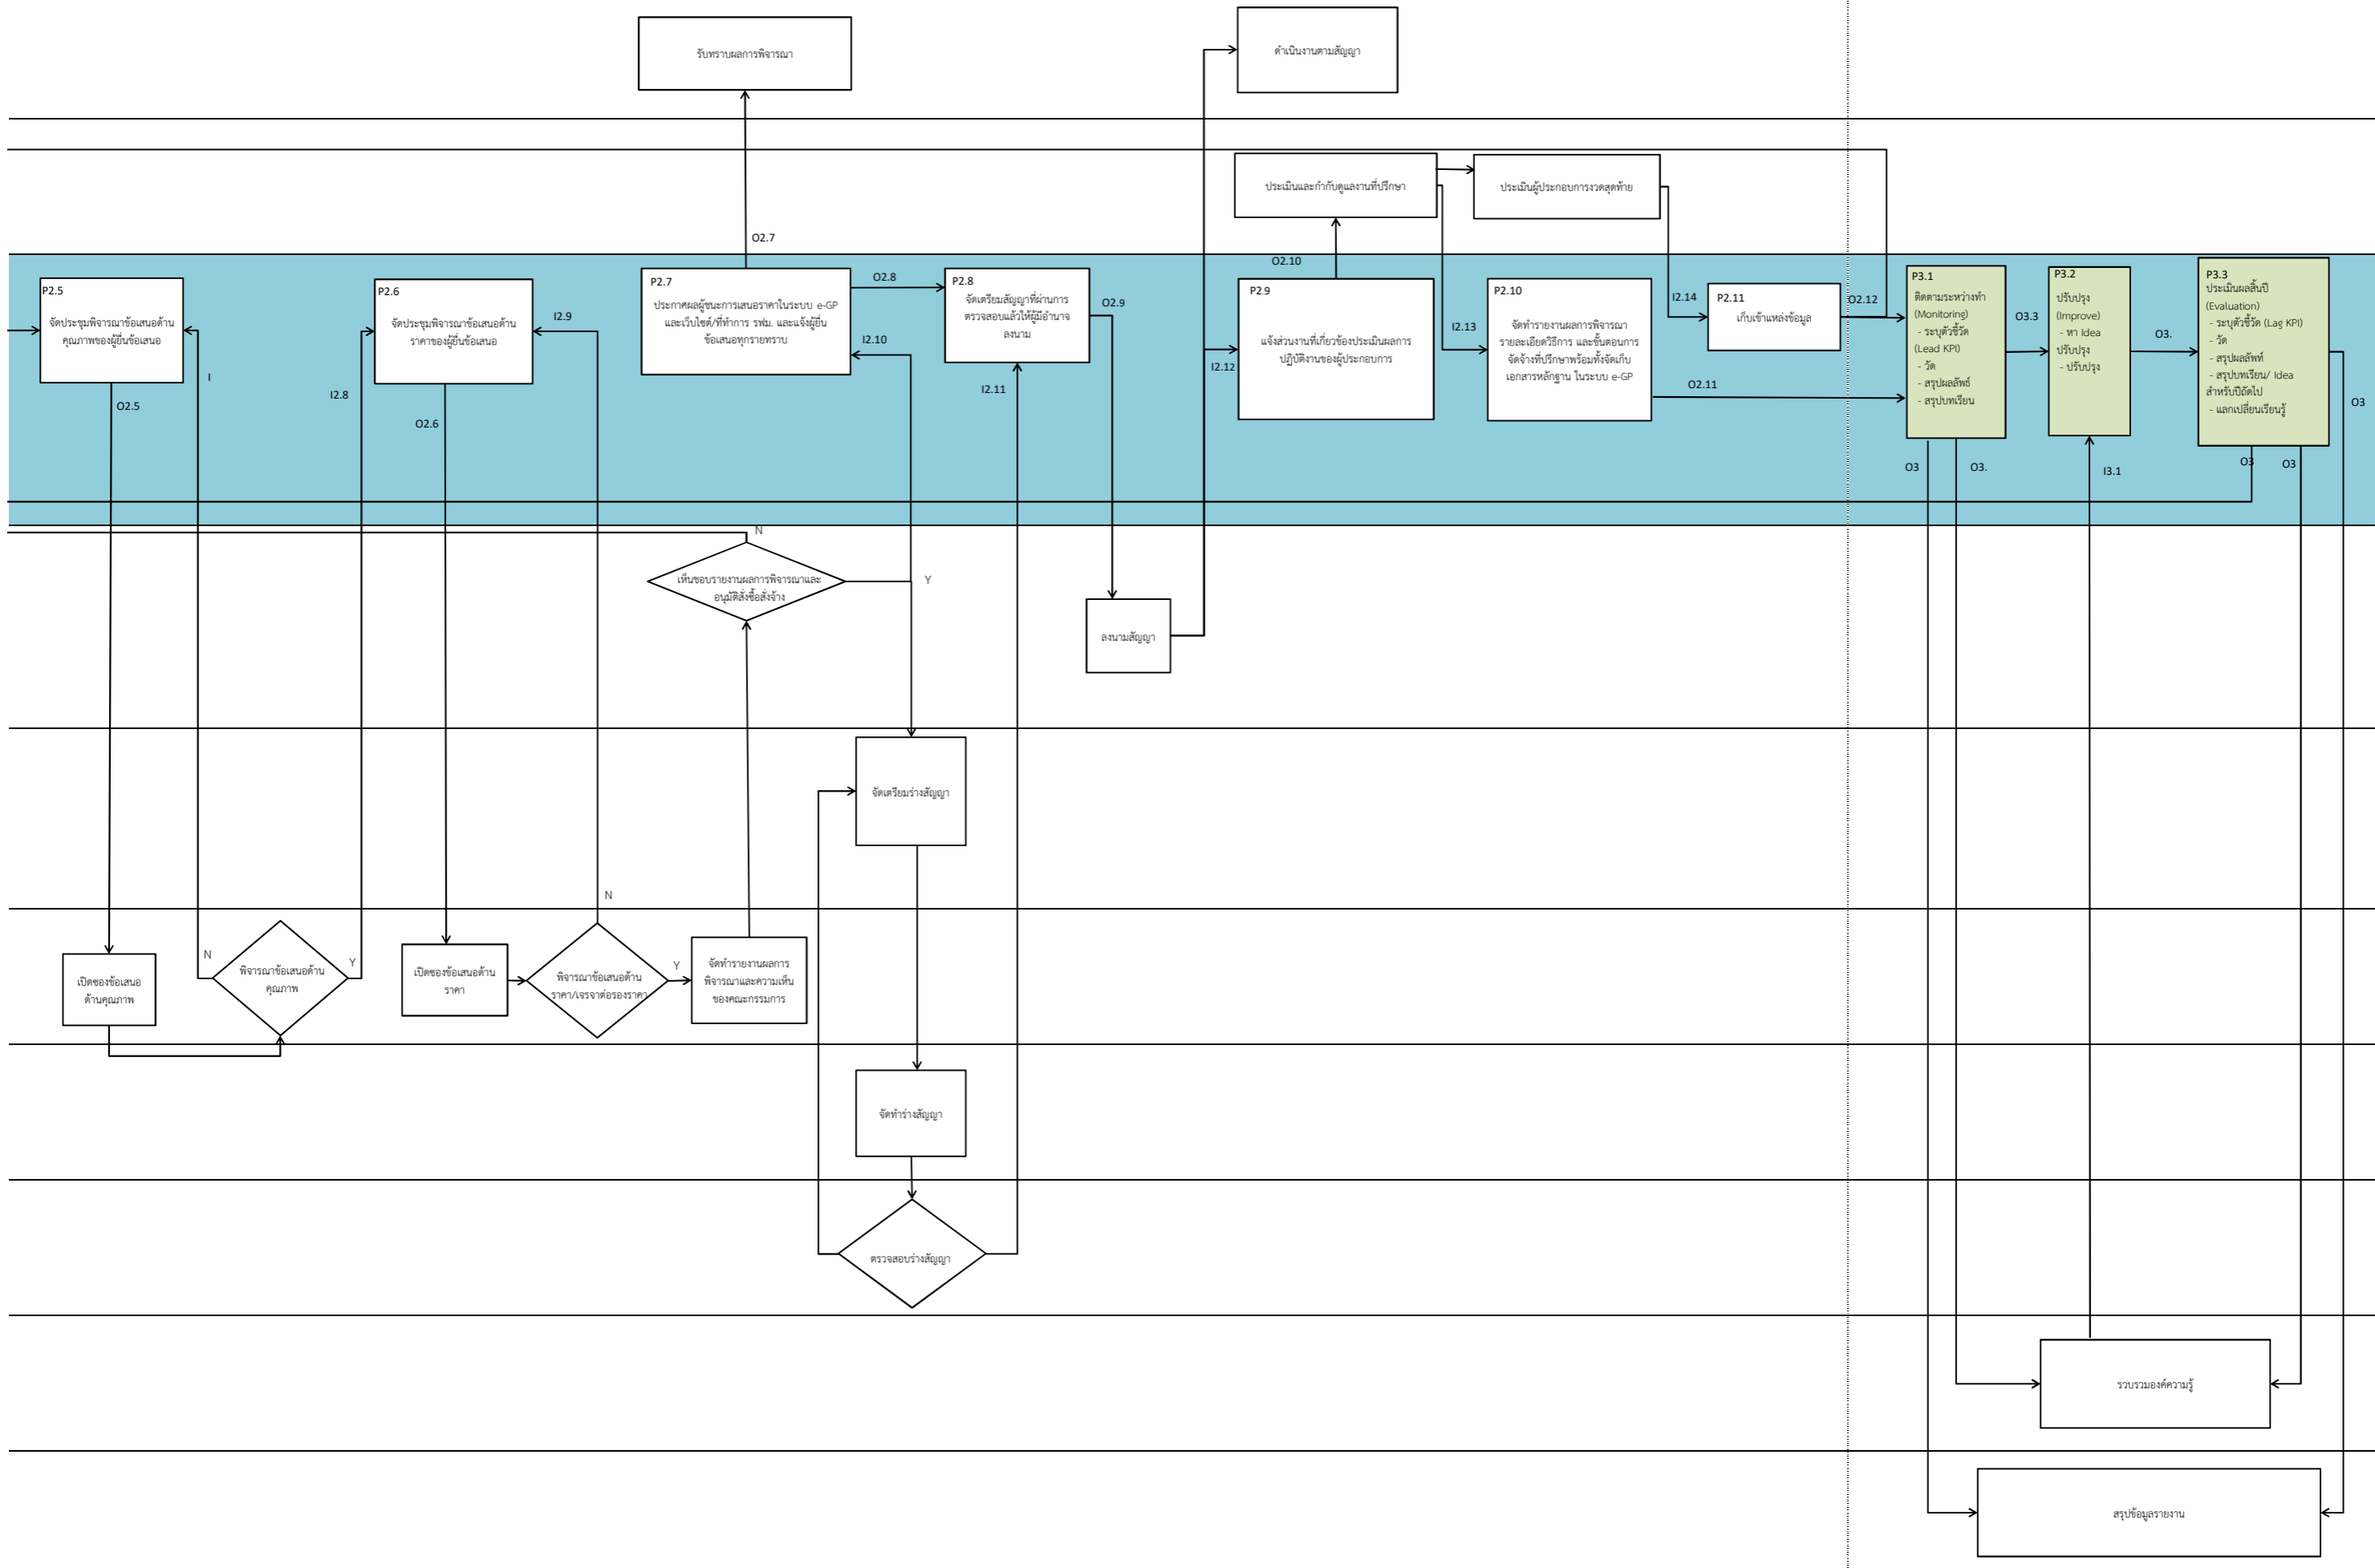 รับทราบผลการพิจารณา
ดำเนินงานตามสัญญา
ประเมินและกำกับดูแลงานที่ปรึกษา
ประเมินผู้ประกอบการงวดสุดท้าย
O2.7
O2.10
P2.5
จัดประชุมพิจารณาข้อเสนอด้าน
คุณภาพของผู้ยื่นข้อเสนอ
O2.5
I
I2.8
P2.6
จัดประชุมพิจารณาข้อเสนอด้าน
ราคาของผู้ยื่นข้อเสนอ
O2.6
I2.9
P2.7
ประกาศผลผู้ชนะการเสนอราคาในระบบ e-GP
และเว็บไซต์/ที่ทำการ รฟม. และแจ้งผู้ยื่น
ข้อเสนอทุกรายทราบ
O2.8
I2.10
P2.8
จัดเตรียมสัญญาที่ผ่านการ
ตรวจสอบแล้วให้ผู้มีอำนาจ
ลงนาม
O2.9
I2.11
I2.12
P2.9
แจ้งส่วนงานที่เกี่ยวข้องประเมินผลการ
ปฏิบัติงานของผู้ประกอบการ
I2.13
P2.10
จัดทำรายงานผลการพิจารณา
รายละเอียดวิธีการ และขั้นตอนการ
จัดจ้างที่ปรึกษาพร้อมทั้งจัดเก็บ
เอกสารหลักฐาน ในระบบ e-GP
I2.14
O2.11
P2.11
เก็บเข้าแหล่งข้อมูล
O2.12
P3.1
ติดตามระหว่างทำ
(Monitoring)
- ระบุตัวชี้วัด
(Lead KPI)
- วัด
- สรุปผลลัพธ์
- สรุปบทเรียน
O3.3
P3.2
ปรับปรุง
(Improve)
- หา Idea
ปรับปรุง
- ปรับปรุง
O3.
P3.3
ประเมินผลสิ้นปี
(Evaluation)
- ระบุตัวชี้วัด (Lag KPI)
- วัด
- สรุปผลลัพท์
- สรุปบทเรียน/ Idea
สำหรับปีถัดไป
- แลกเปลี่ยนเรียนรู้
O3
O3
O3.
I3.1
O3
O3
N
เห็นชอบรายงานผลการพิจารณาและ
อนุมัติสั่งซื้อสั่งจ้าง
Y
ลงนามสัญญา
จัดเตรียมร่างสัญญา
เปิดซองข้อเสนอ
ด้านคุณภาพ
N
พิจารณาข้อเสนอด้าน
คุณภาพ
Y
เปิดซองข้อเสนอด้าน
ราคา
N
พิจารณาข้อเสนอด้าน
ราคา/เจรจาต่อรองราคา
Y
จัดทำรายงานผลการ
พิจารณาและความเห็น
ของคณะกรรมการ
จัดทำร่างสัญญา
ตรวจสอบร่างสัญญา
รวบรวมองค์ความรู้
สรุปข้อมูลรายงาน